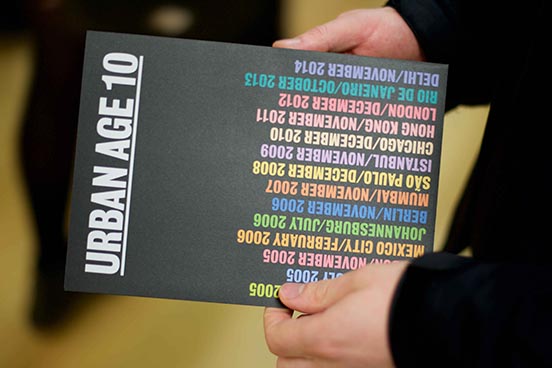 URBAN AGE 10
2005
JULY 2005
NOVEMBER 2005
MEXICO CITY/FEBRUARY 2006
JOHANNESBURG/JULY 2006
BERLIN/NOVEMBER 2006
MUMBAI/NOVEMBER 2007
SÃO PAULO/DECEMBER 2008
ISTANBUL/NOVEMBER 2009
CHICAGO/DECEMBER 2010
HONG KONG/NOVEMBER 2011
LONDON/DECEMBER 2012
RIO DE JANEIRO/OCTOBER 2013
DELHI/NOVEMBER 2014